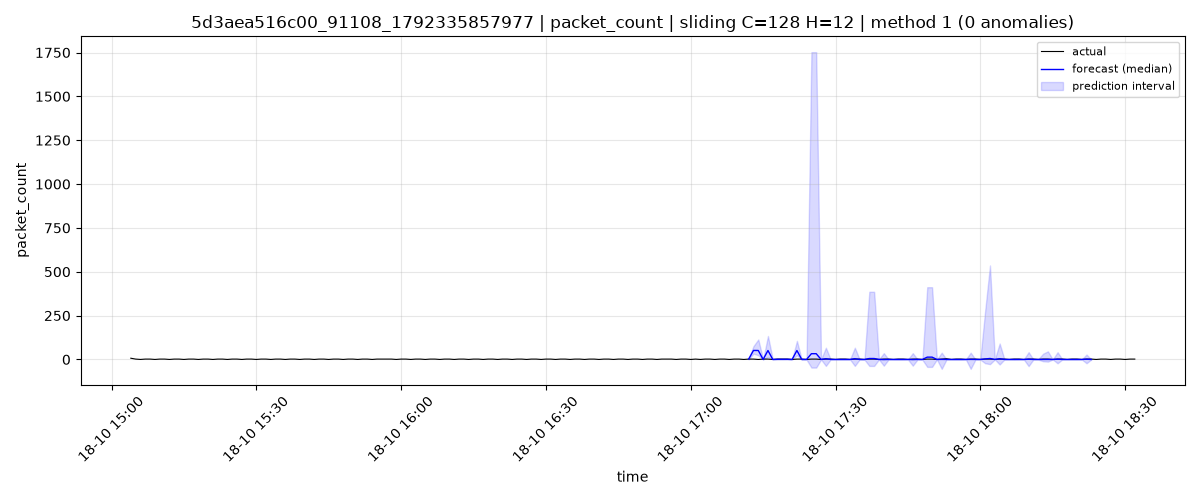 5d3aea516c00_91108_1792335857977 | packet_count | sliding C=128 H=12 | method 1 (0 anomalies)
actual
forecast (median)
prediction interval
packet_count
1750
1500
1250
1000
750
500
250
0
18-10 15:00
18-10 15:30
18-10 16:00
18-10 16:30
18-10 17:00
18-10 17:30
18-10 18:00
18-10 18:30
time